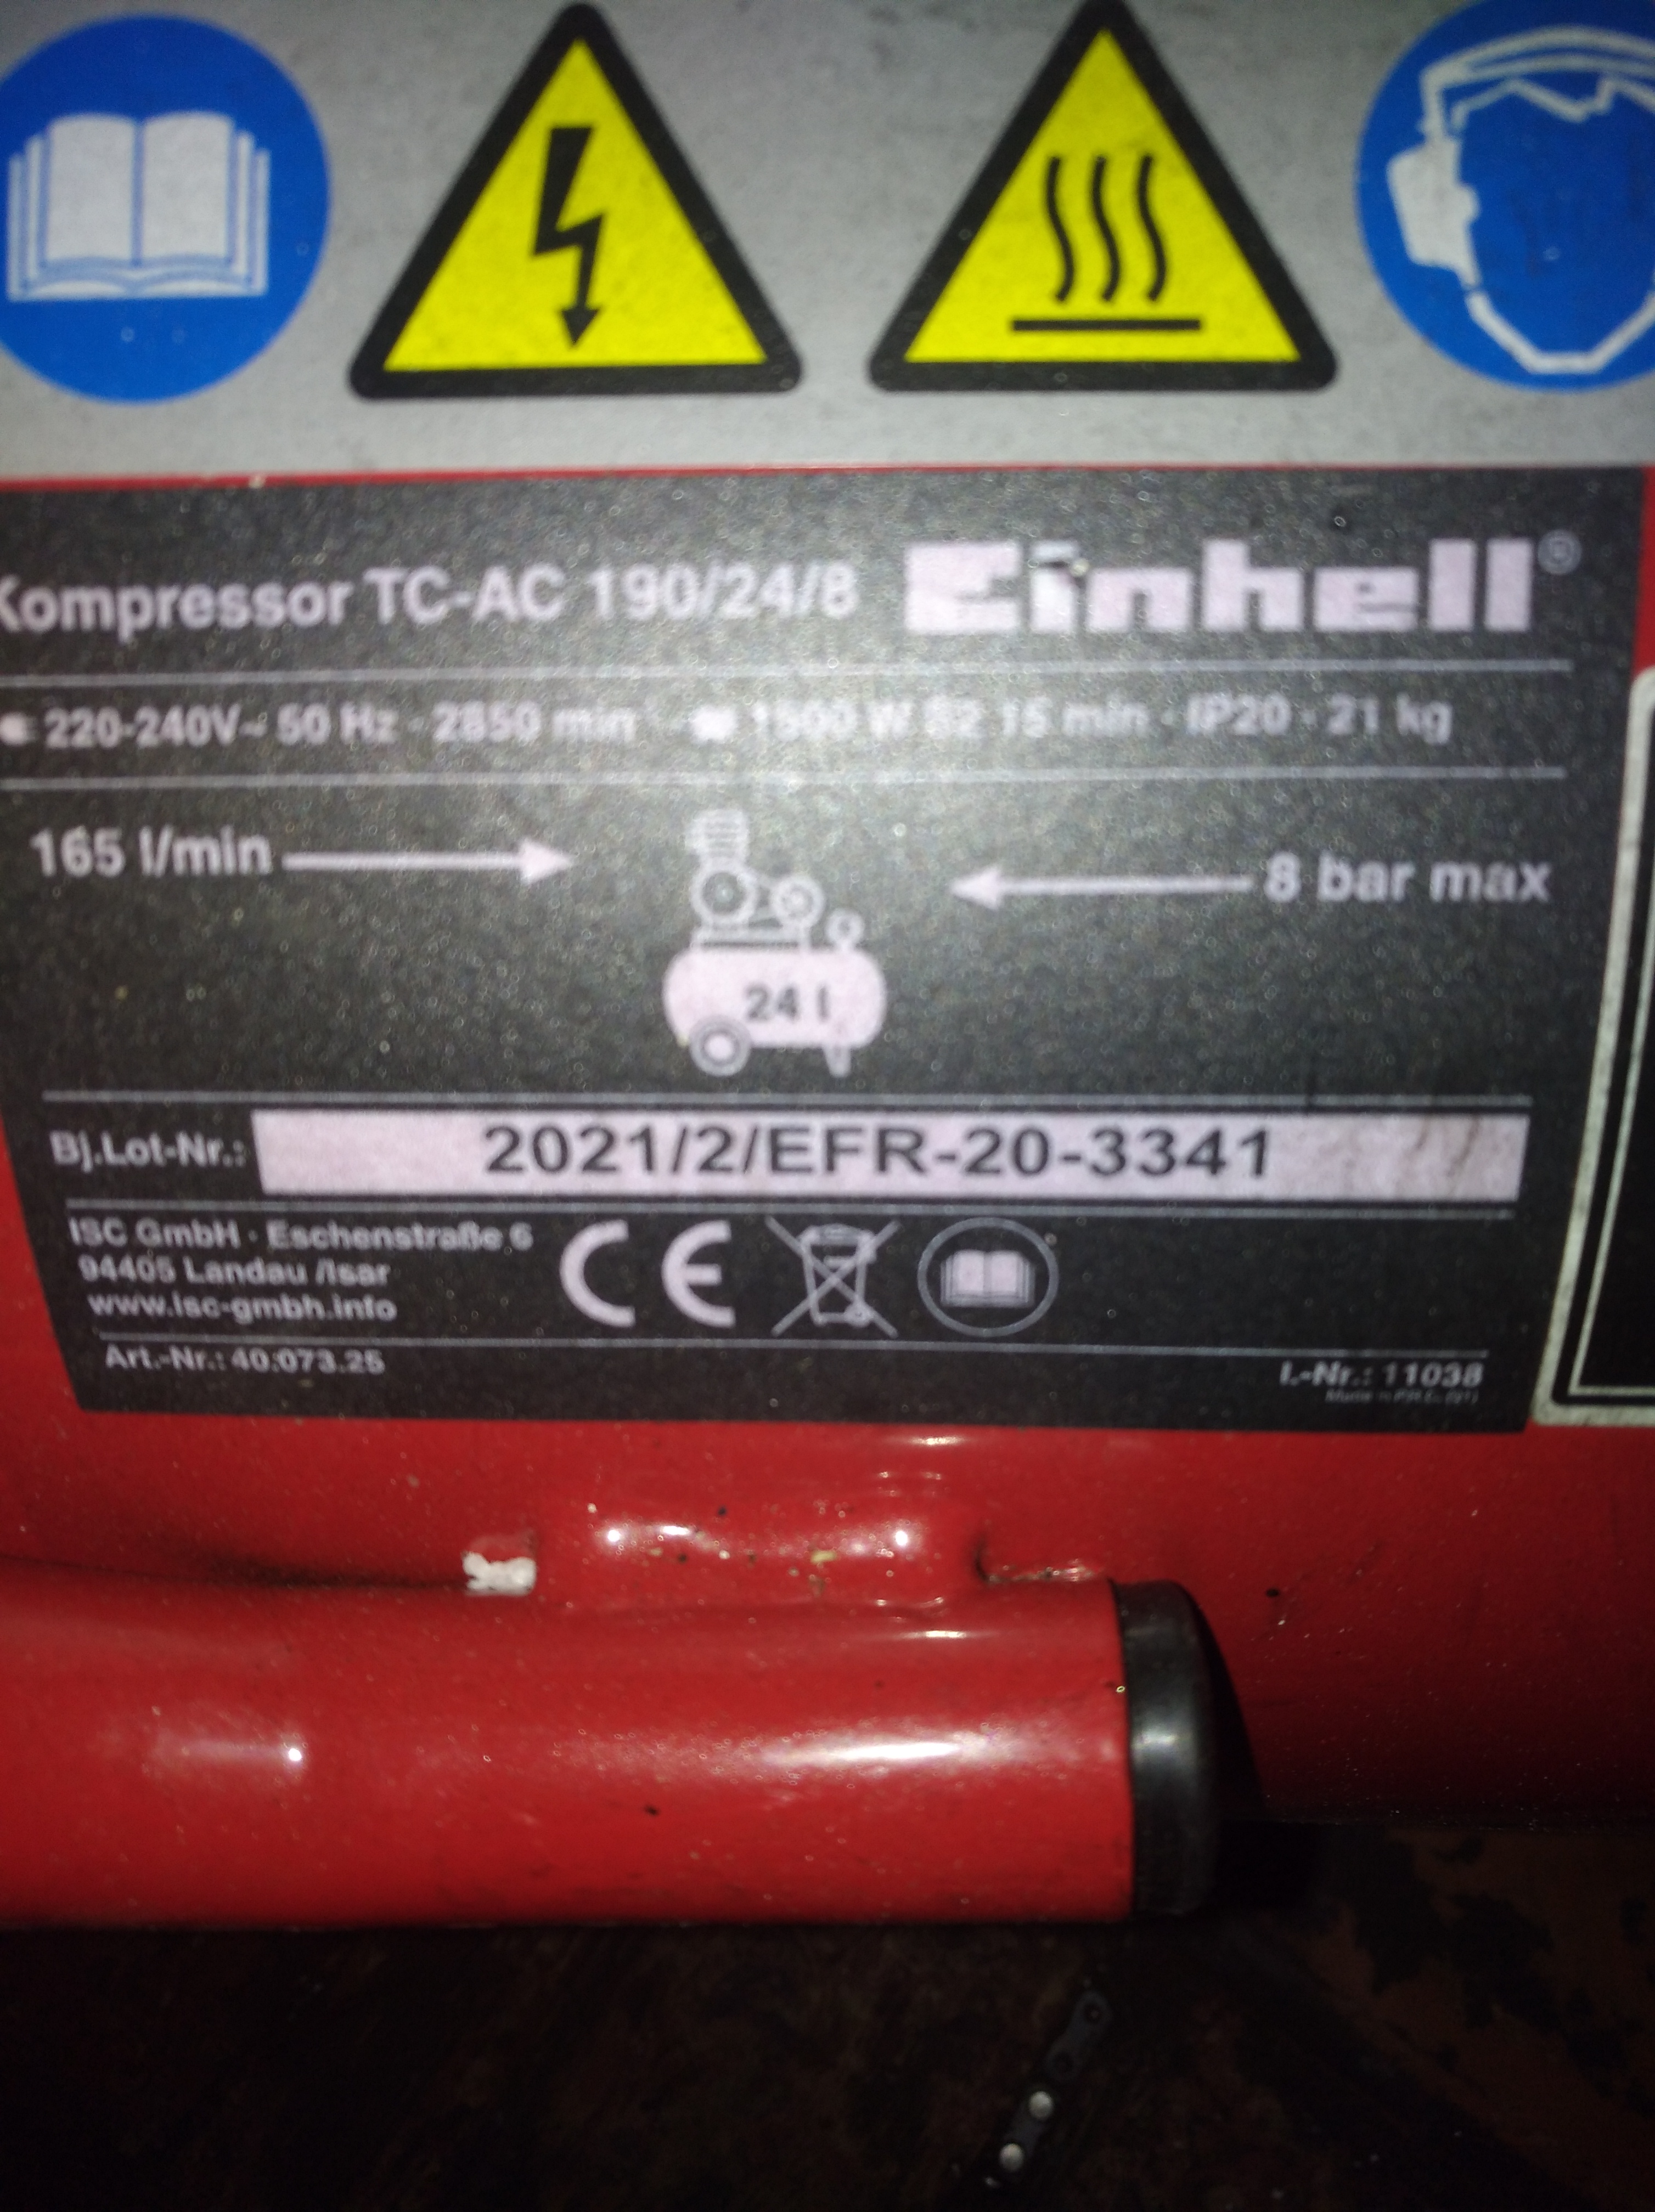 Kompressor TC-AC 190/24/8 Einhell®
220-240V~ 50 Hz · 2850 min · 1500 W S2 15 min · IP20 · 21 kg
165 l/min
8 bar max
24 l
Bj.Lot-Nr.: 2021/2/EFR-20-3341
ISC GmbH · Eschenstraße 6
94405 Landau /Isar
www.isc-gmbh.info
CE
Art.-Nr.: 40.073.25
I.-Nr.: 11038